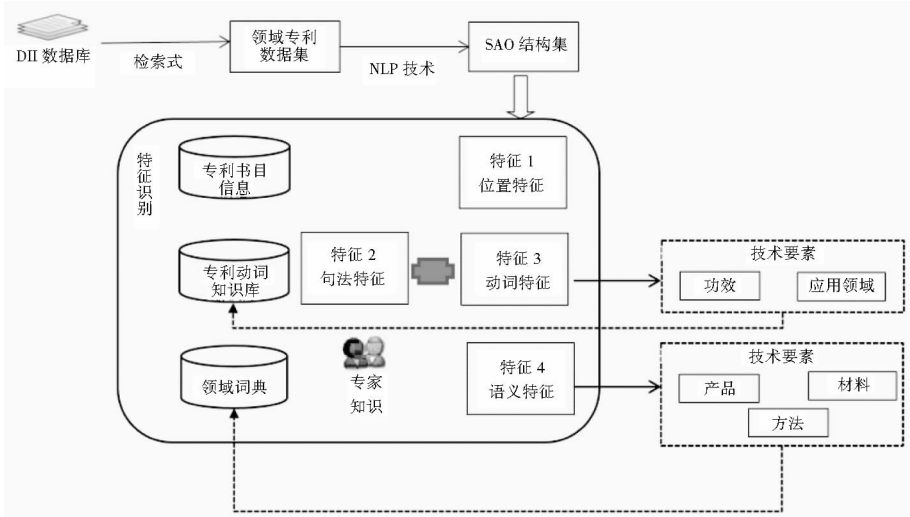 DII 数据库
检索式
领域专利
数据集
NLP 技术
SAO 结构集
特征识别
专利书目
信息
特征 1
位置特征
专利动词
知识库
特征 2
句法特征
特征 3
动词特征
技术要素
功效
应用领域
领域词典
专家
知识
特征 4
语义特征
技术要素
产品
材料
方法